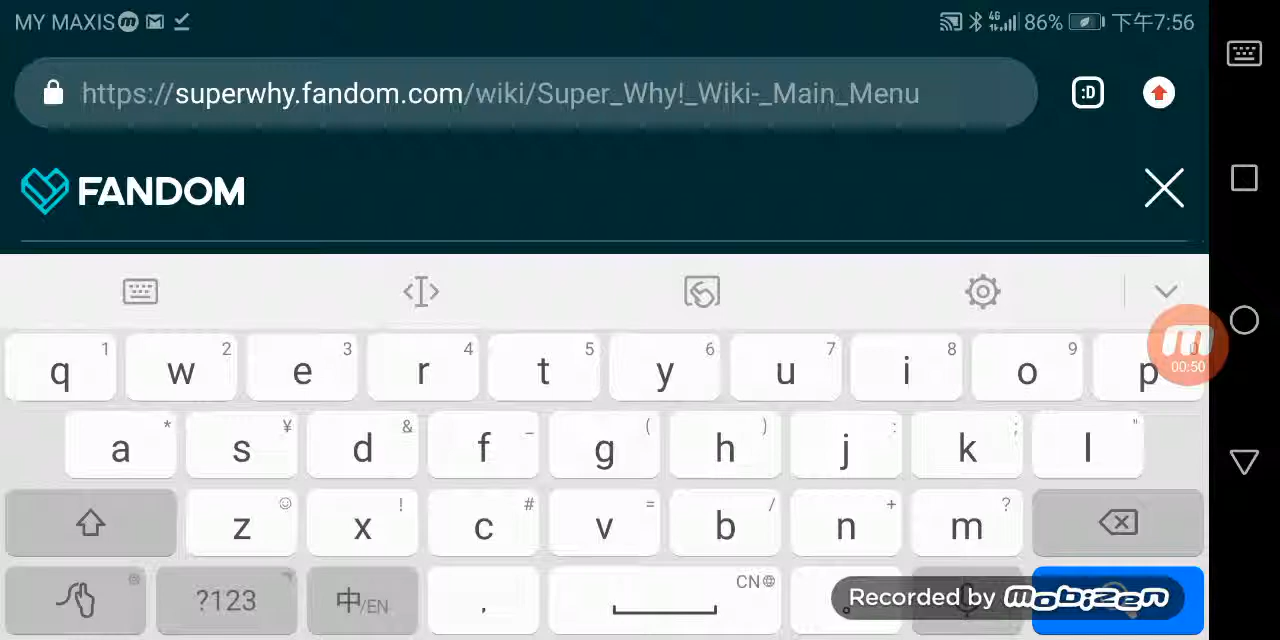 MY MAXIS
4G 86% 下午7:56
https://superwhy.fandom.com/wiki/Super_Why!_Wiki-_Main_Menu
:D
FANDOM
q 1 w 2 e 3 r 4 t 5 y 6 u 7 i 8 o 9 p
00:50
a * s ¥ d & f _ g ( h ) j : k ; l "
z x ! c # v = b / n + m ?
?123 中/EN , CN 。
Recorded by mobizen